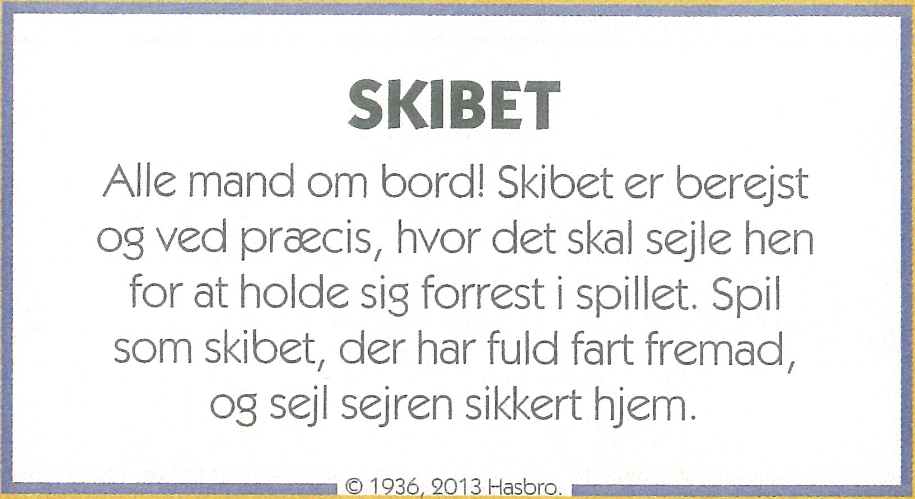 SKIBET
Alle mand om bord! Skibet er berejst
og ved præcis, hvor det skal sejle hen
for at holde sig forrest i spillet. Spil
som skibet, der har fuld fart fremad,
og sejl sejren sikkert hjem.
© 1936, 2013 Hasbro.